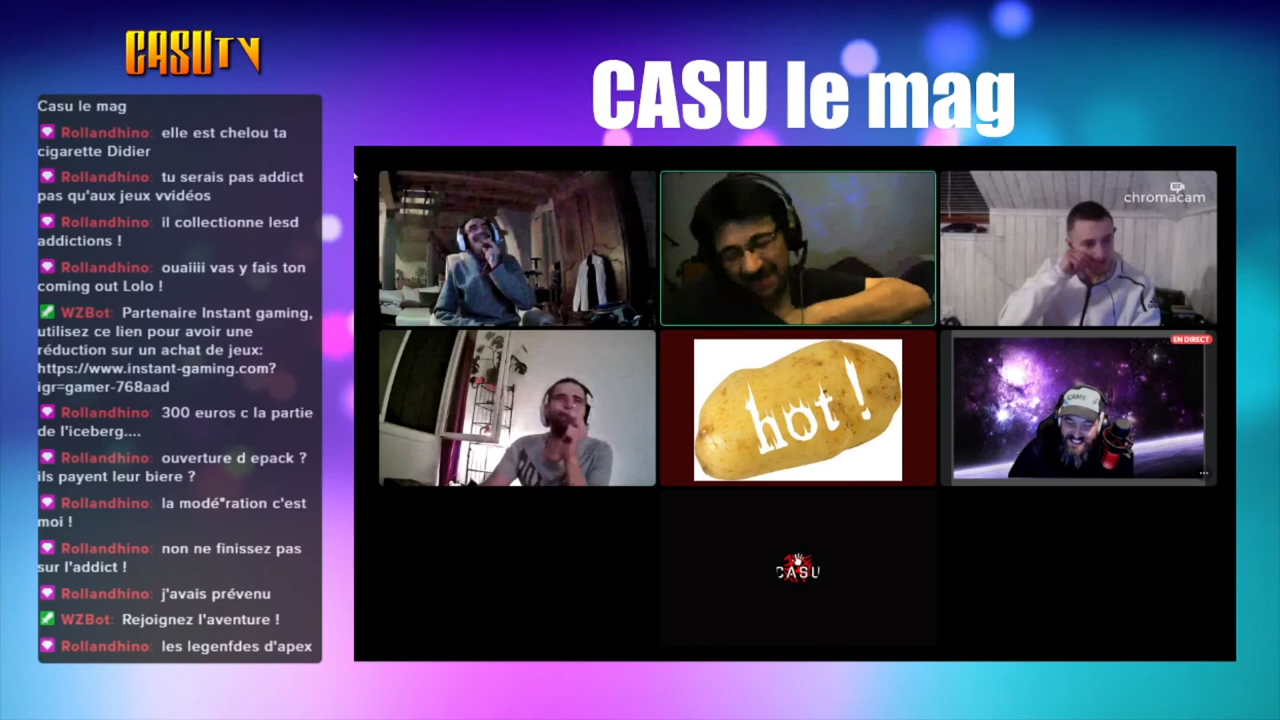 CASUTV
CASU le mag
Casu le mag
Rollandhino: elle est chelou ta
cigarette Didier
Rollandhino: tu serais pas addict
pas qu'aux jeux vvidéos
Rollandhino: il collectionne lesd
addictions !
Rollandhino: ouaiiii vas y fais ton
coming out Lolo !
WZBot: Partenaire Instant gaming,
utilisez ce lien pour avoir une
réduction sur un achat de jeux:
https://www.instant-gaming.com?
igr=gamer-768aad
Rollandhino: 300 euros c la partie
de l'iceberg....
Rollandhino: ouverture d epack ?
ils payent leur biere ?
Rollandhino: la modé"ration c'est
moi !
Rollandhino: non ne finissez pas
sur l'addict !
Rollandhino: j'avais prévenu
WZBot: Rejoignez l'aventure !
Rollandhino: les legenfdes d'apex
chromacam
hot !
EN DIRECT
CASU